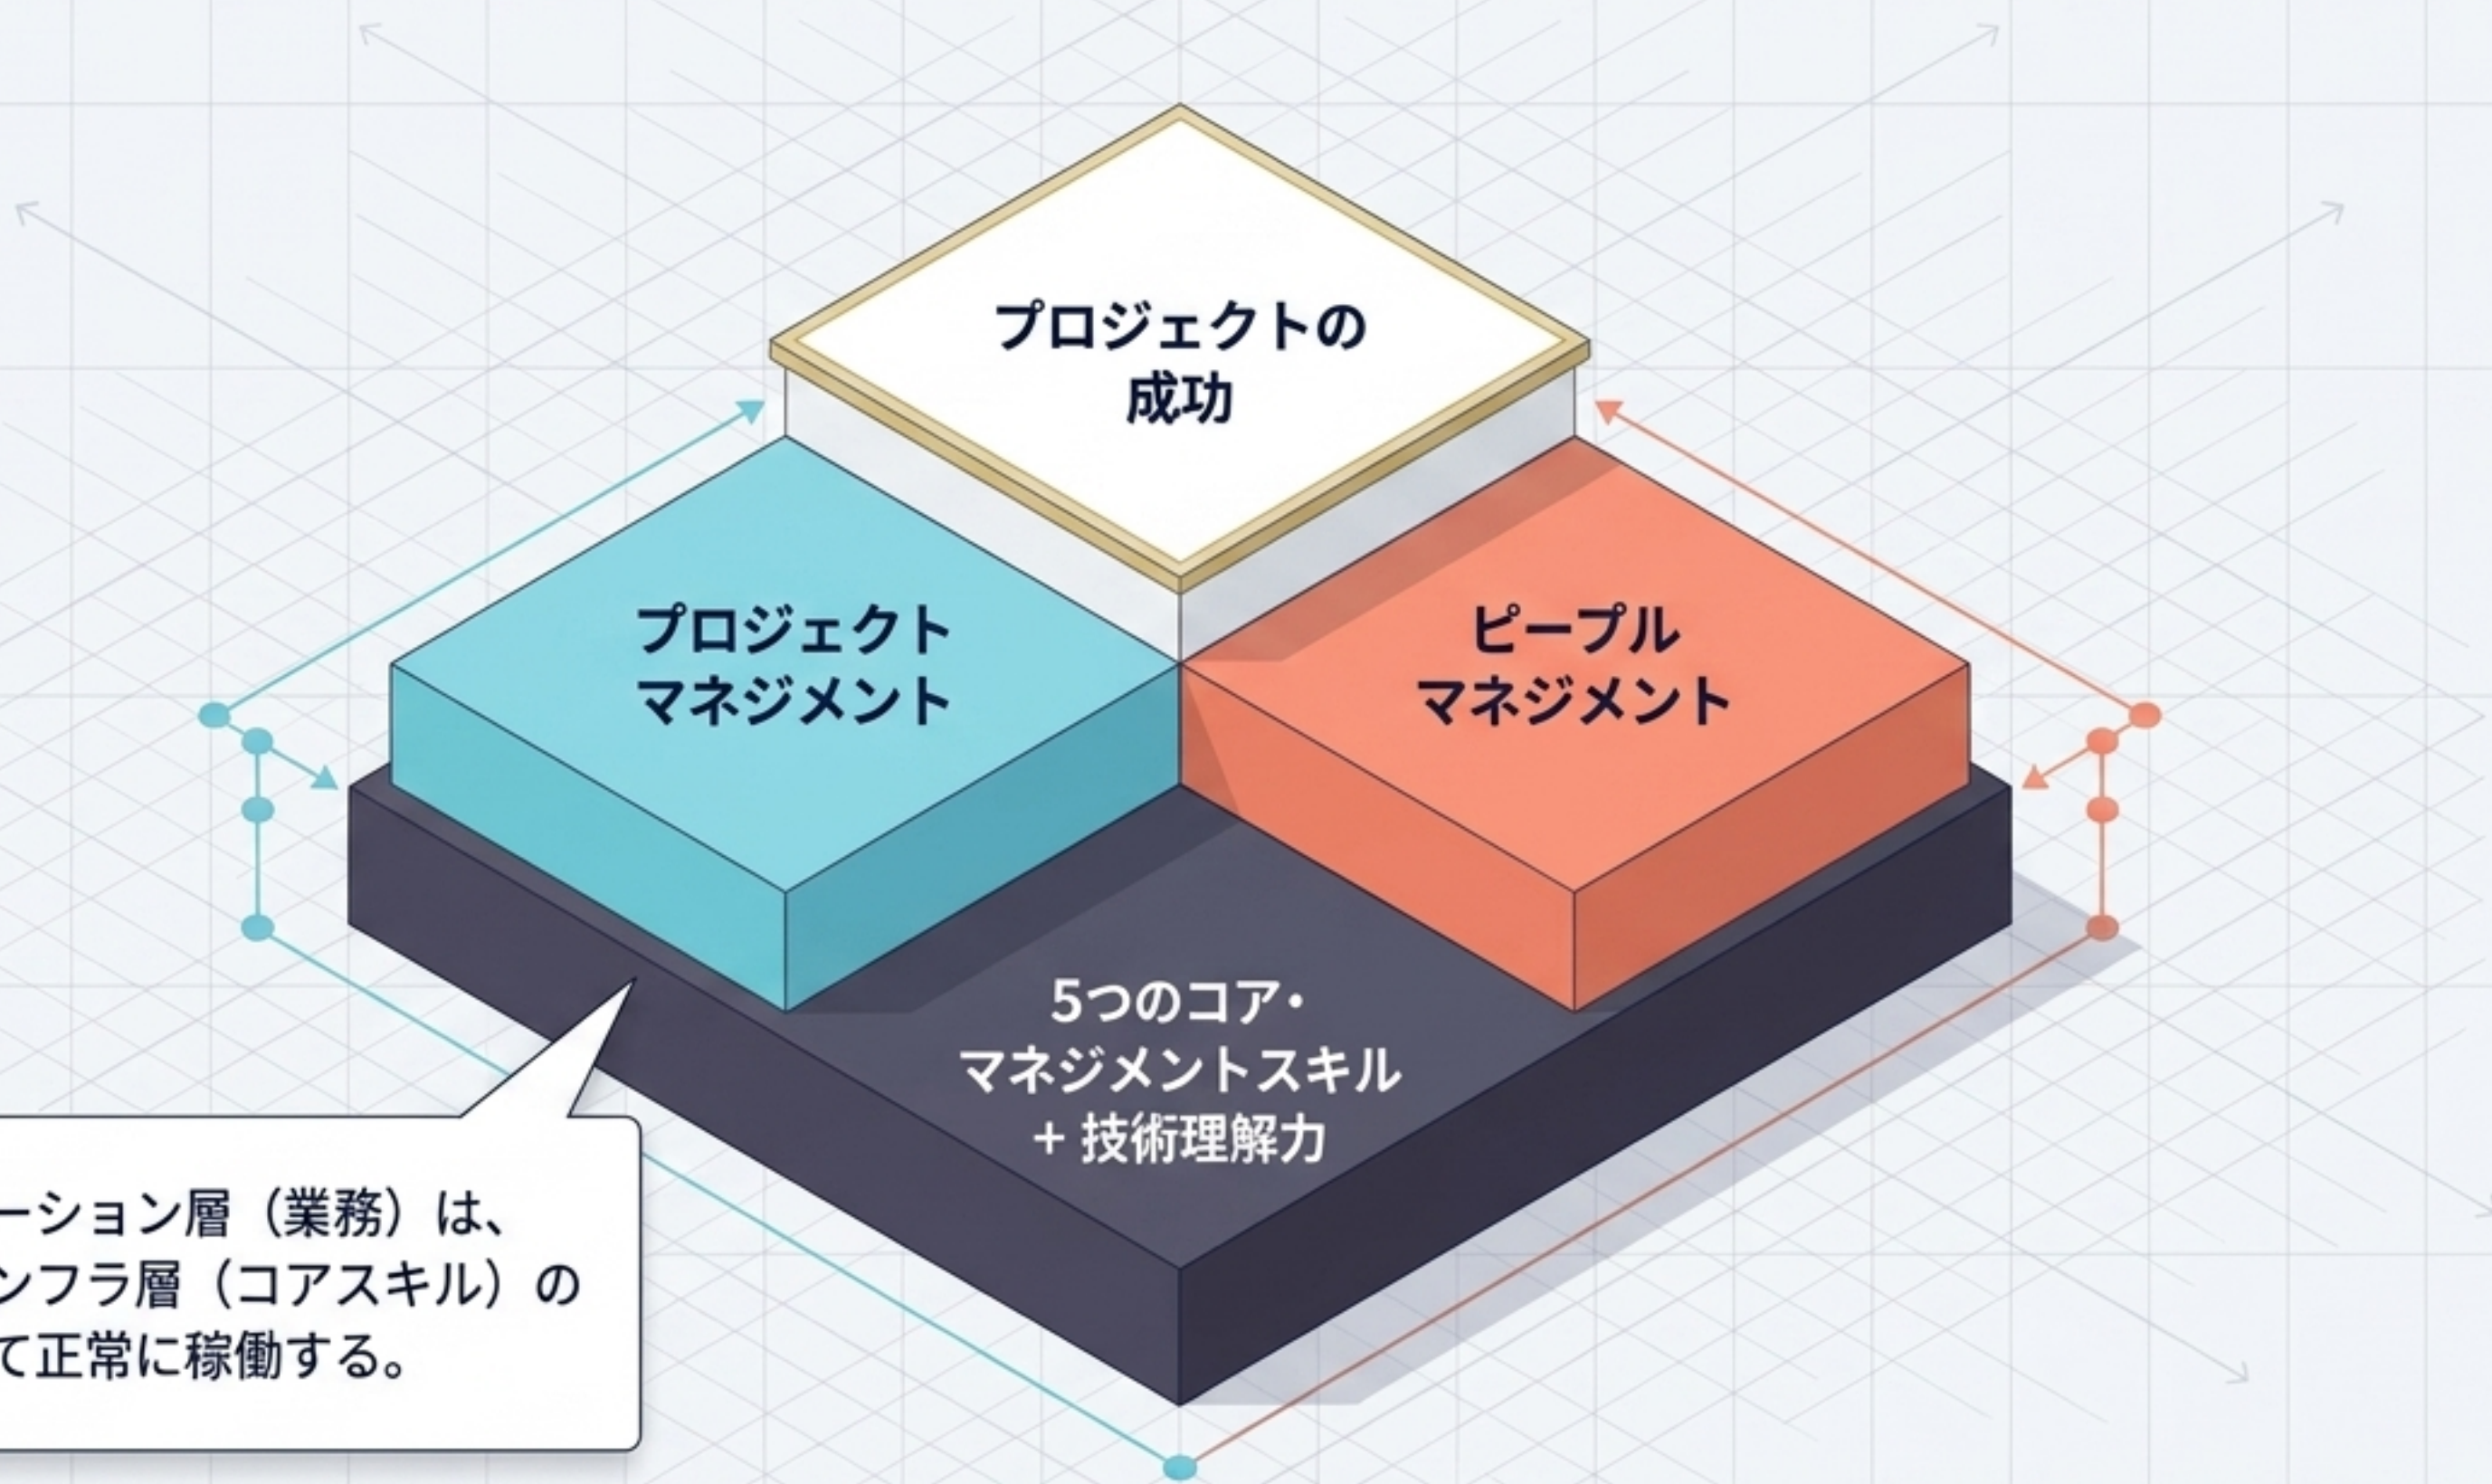 プロジェクトの
成功
プロジェクト
マネジメント
ピープル
マネジメント
5つのコア・
マネジメントスキル
+ 技術理解力
ーション層（業務）は、
ンフラ層（コアスキル）の
て正常に稼働する。